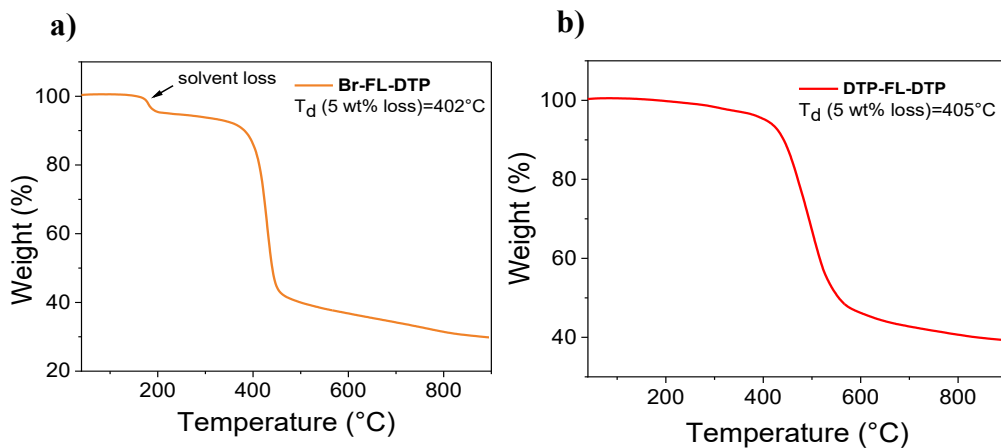 a)
solvent loss
Br-FL-DTP
T_d (5 wt% loss)=402°C
Weight (%)
100
80
60
40
20
200
400
600
800
Temperature (°C)
b)
DTP-FL-DTP
T_d (5 wt% loss)=405°C
Weight (%)
100
80
60
40
200
400
600
800
Temperature (°C)